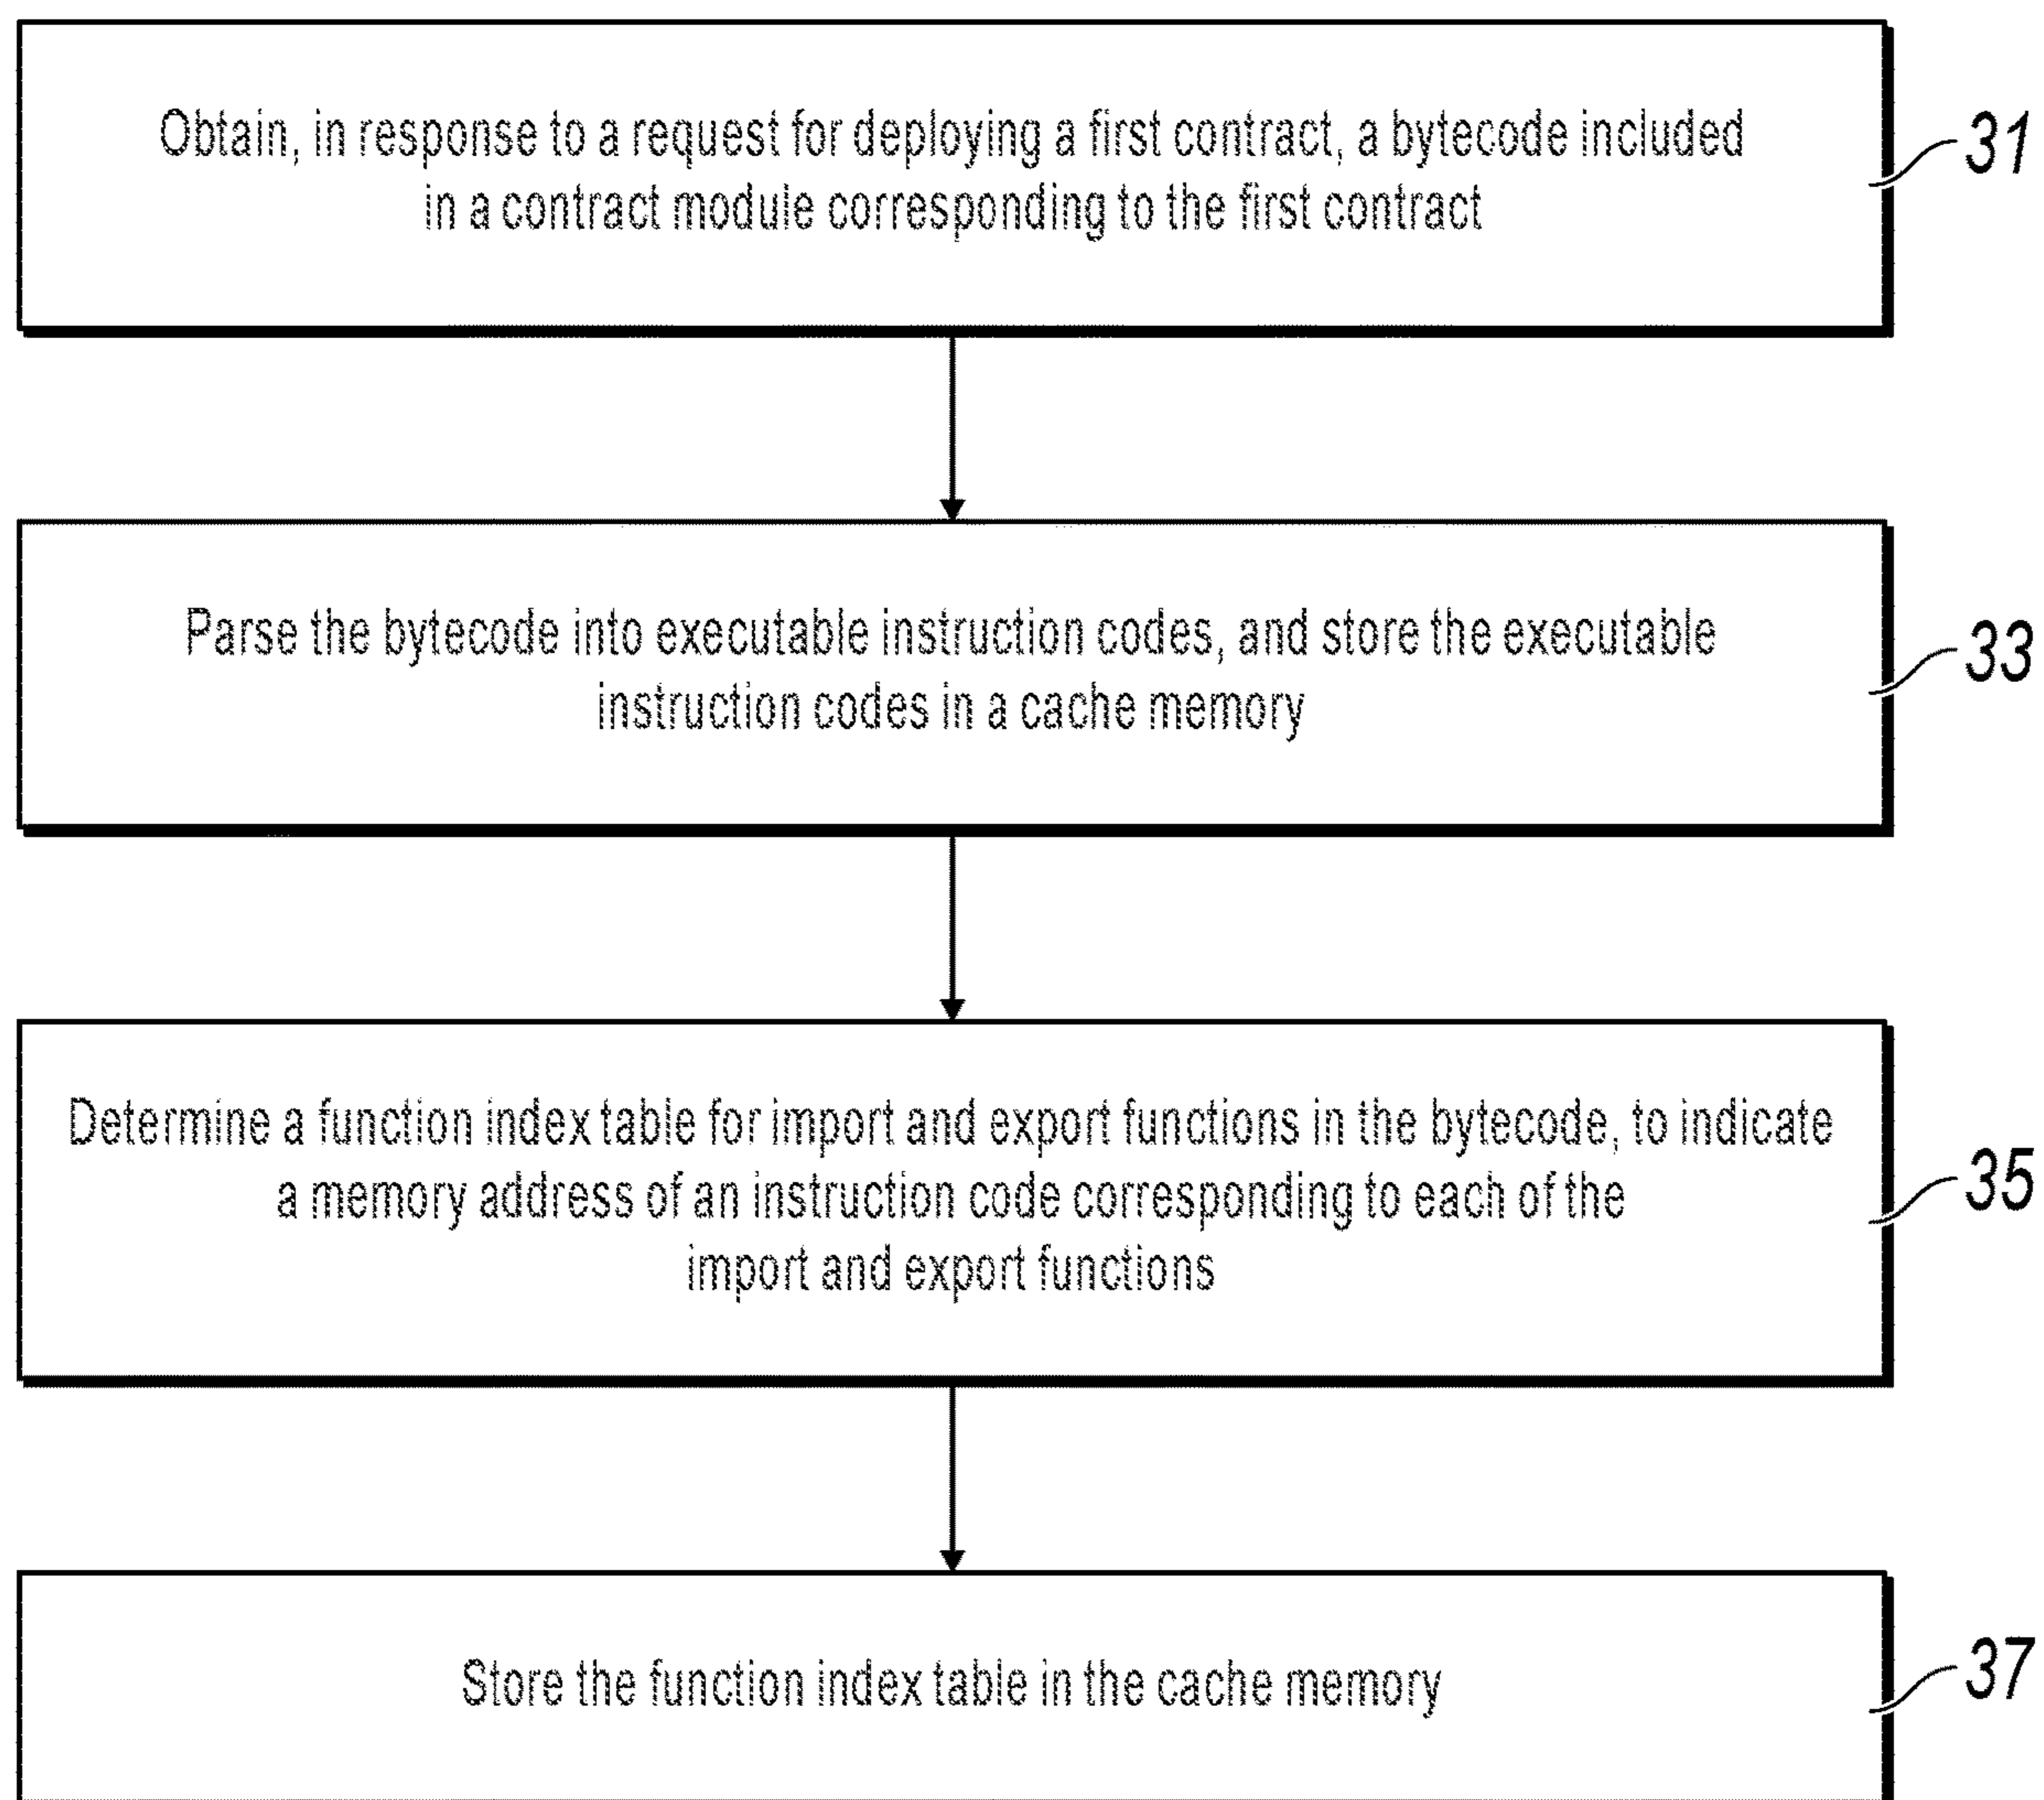 Obtain, in response to a request for deploying a first contract, a bytecode included
in a contract module corresponding to the first contract
31
Parse the bytecode into executable instruction codes, and store the executable
instruction codes in a cache memory
33
Determine a function index table for import and export functions in the bytecode, to indicate
a memory address of an instruction code corresponding to each of the
import and export functions
35
Store the function index table in the cache memory
37